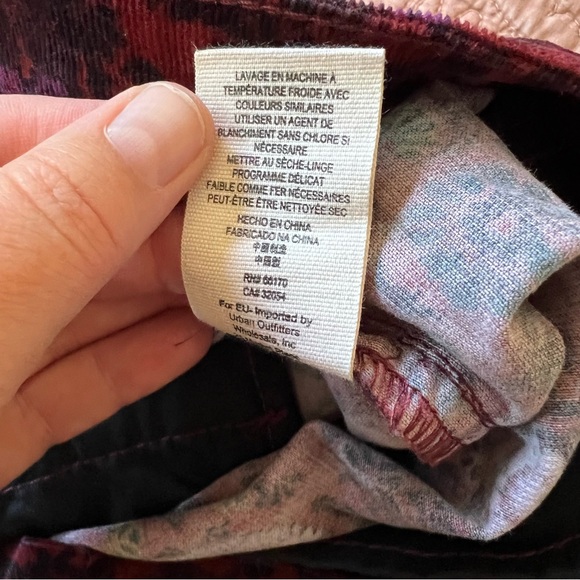 LAVAGE EN MACHINE À
TEMPÉRATURE FROIDE AVEC
COULEURS SIMILAIRES
UTILISER UN AGENT DE
BLANCHIMENT SANS CHLORE SI
NÉCESSAIRE
METTRE AU SÈCHE-LINGE
PROGRAMME DÉLICAT
FAIBLE COMME FER NÉCESSAIRES
PEUT-ÊTRE ÊTRE NETTOYÉE SEC
HECHO EN CHINA
FABRICADO NA CHINA
中國制造
中國製
RN# 66170
CA# 32054
For EU- Imported by
Urban Outfitters
Wholesale, Inc